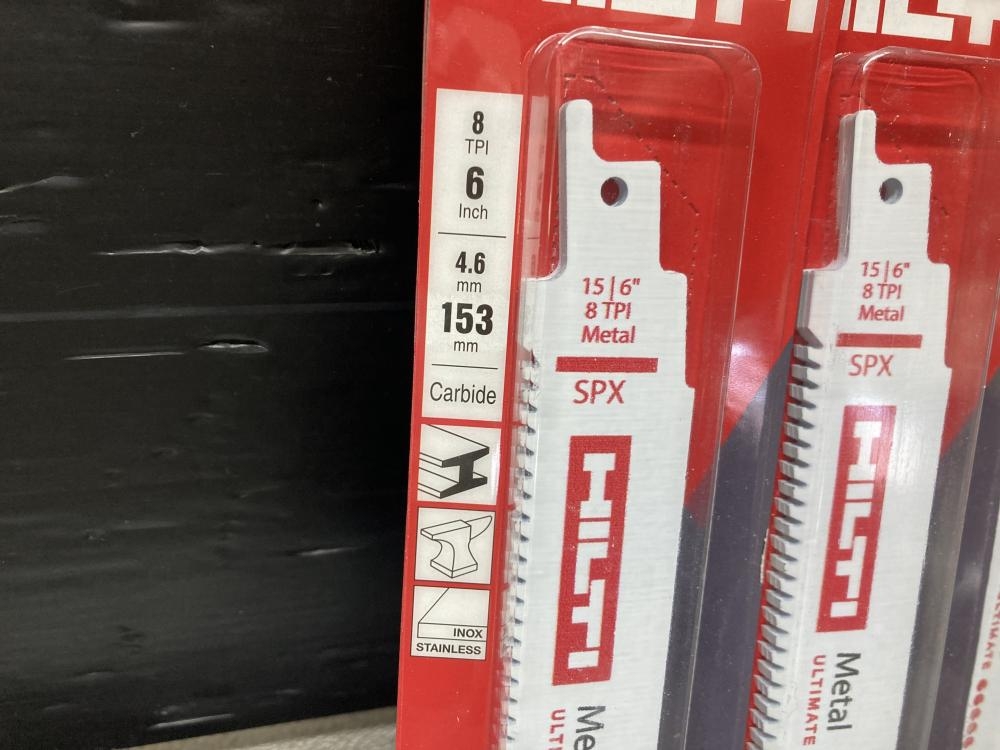 8
TPI
6
Inch
4.6
mm
153
mm
Carbide
INOX
STAINLESS
15|6"
8 TPI
Metal
SPX
HILTI
15|6"
8 TPI
Metal
SPX
HILTI
Metal
ULTIMATE
ULTIMATE